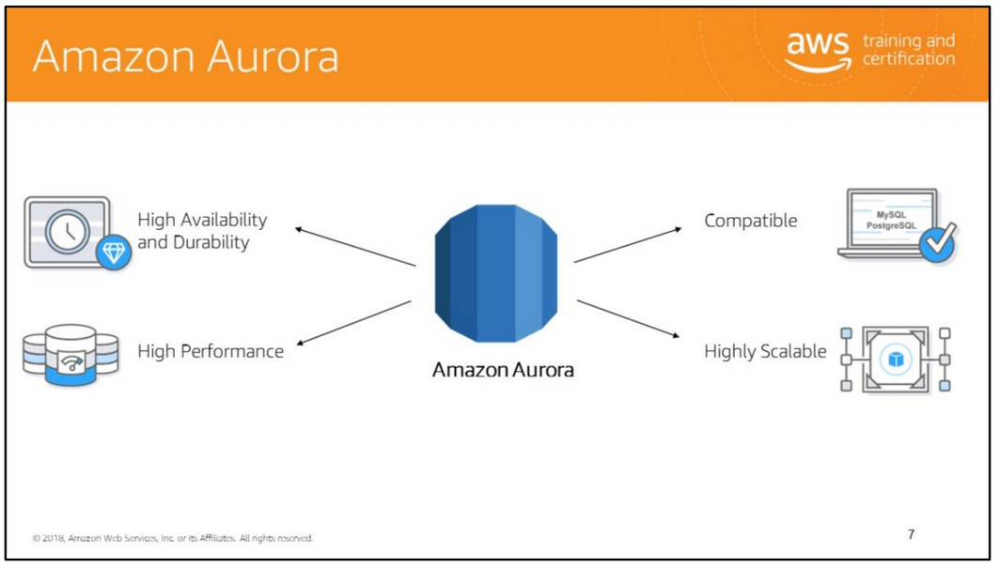 Amazon Aurora
aws training and
certification
High Availability
and Durability
High Performance
Amazon Aurora
Compatible
MySQL
PostgreSQL
Highly Scalable
© 2018, Amazon Web Services, Inc. or its Affiliates. All rights reserved.
7